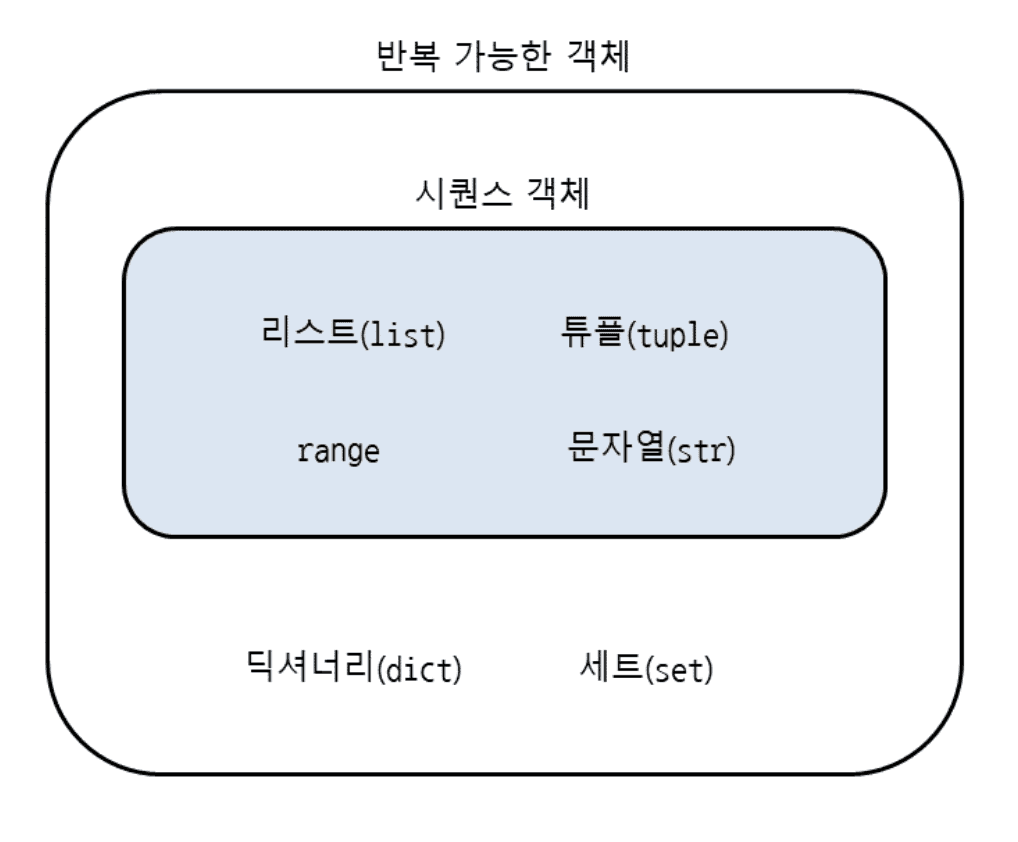 반복 가능한 객체
시퀀스 객체
리스트(list) 튜플(tuple)
range 문자열(str)
딕셔너리(dict) 세트(set)